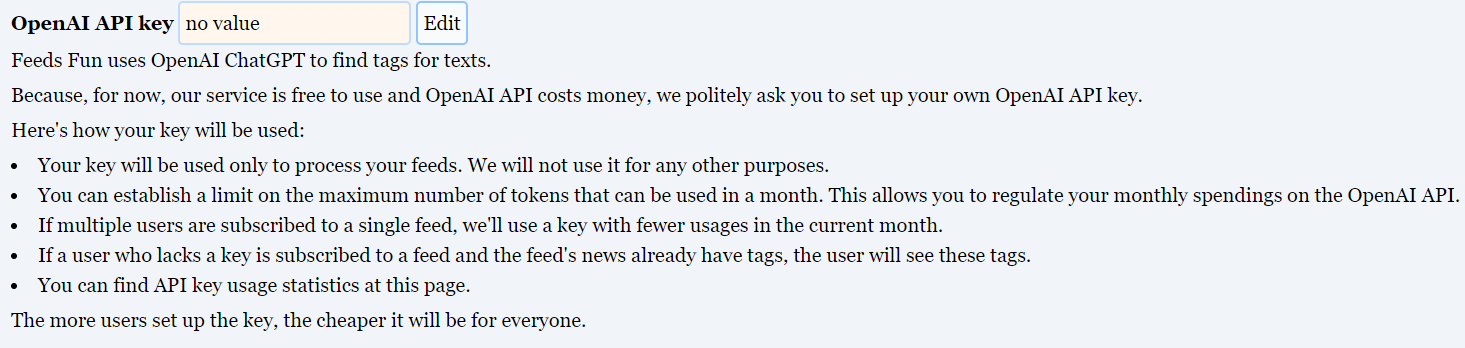 OpenAI API key no value Edit
Feeds Fun uses OpenAI ChatGPT to find tags for texts.
Because, for now, our service is free to use and OpenAI API costs money, we politely ask you to set up your own OpenAI API key.
Here's how your key will be used:
• Your key will be used only to process your feeds. We will not use it for any other purposes.
• You can establish a limit on the maximum number of tokens that can be used in a month. This allows you to regulate your monthly spendings on the OpenAI API.
• If multiple users are subscribed to a single feed, we'll use a key with fewer usages in the current month.
• If a user who lacks a key is subscribed to a feed and the feed's news already have tags, the user will see these tags.
• You can find API key usage statistics at this page.
The more users set up the key, the cheaper it will be for everyone.